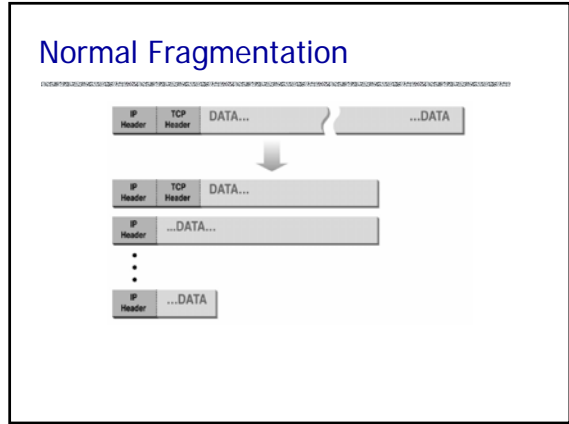 Normal Fragmentation
IP Header TCP Header DATA... ...DATA
IP Header TCP Header DATA...
IP Header ...DATA...
IP Header ...DATA